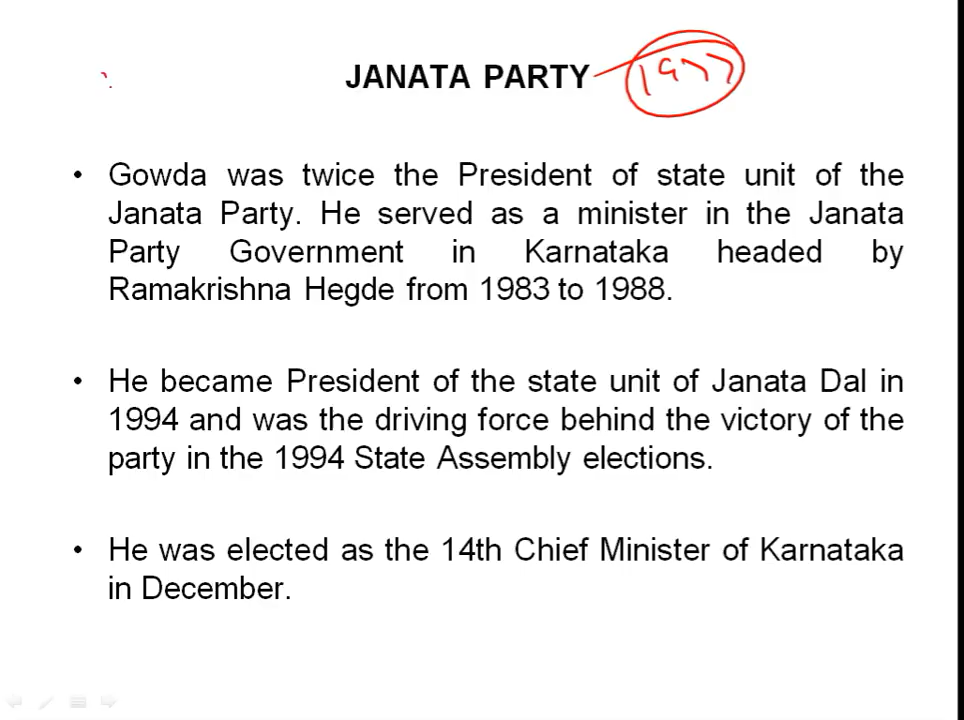 JANATA PARTY 1977
• Gowda was twice the President of state unit of the
Janata Party. He served as a minister in the Janata
Party Government in Karnataka headed by
Ramakrishna Hegde from 1983 to 1988.
• He became President of the state unit of Janata Dal in
1994 and was the driving force behind the victory of the
party in the 1994 State Assembly elections.
• He was elected as the 14th Chief Minister of Karnataka
in December.